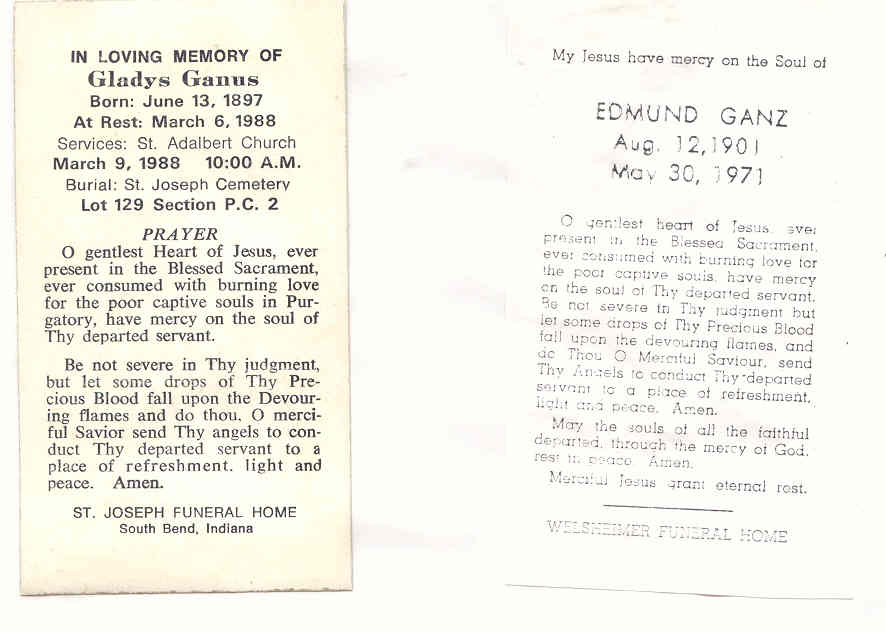 IN LOVING MEMORY OF
Gladys Ganus
Born: June 13, 1897
At Rest: March 6, 1988
Services: St. Adalbert Church
March 9, 1988 10:00 A.M.
Burial: St. Joseph Cemetery
Lot 129 Section P.C. 2
PRAYER
O gentlest Heart of Jesus, ever
present in the Blessed Sacrament,
ever consumed with burning love
for the poor captive souls in Pur-
gatory, have mercy on the soul of
Thy departed servant.
Be not severe in Thy judgment,
but let some drops of Thy Pre-
cious Blood fall upon the Devour-
ing flames and do thou, O merci-
ful Savior send Thy angels to con-
duct Thy departed servant to a
place of refreshment. light and
peace. Amen.
ST. JOSEPH FUNERAL HOME
South Bend, Indiana
My Jesus have mercy on the Soul of
EDMUND GANZ
Aug. 12, 1901
May 30, 1971
O gentlest heart of Jesus, ever
present in the Blessed Sacrament,
ever consumed with burning love for
the poor captive souls, have mercy
on the soul of Thy departed servant.
Be not severe in Thy judgment but
let some drops of Thy Precious Blood
fall upon the devouring flames, and
do Thou O Merciful Saviour, send
Thy Angels to conduct Thy departed
servant to a place of refreshment,
light and peace. Amen.
May the souls of all the faithful
departed, through the mercy of God,
rest in peace. Amen.
Merciful Jesus grant eternal rest.
WELSHEIMER FUNERAL HOME